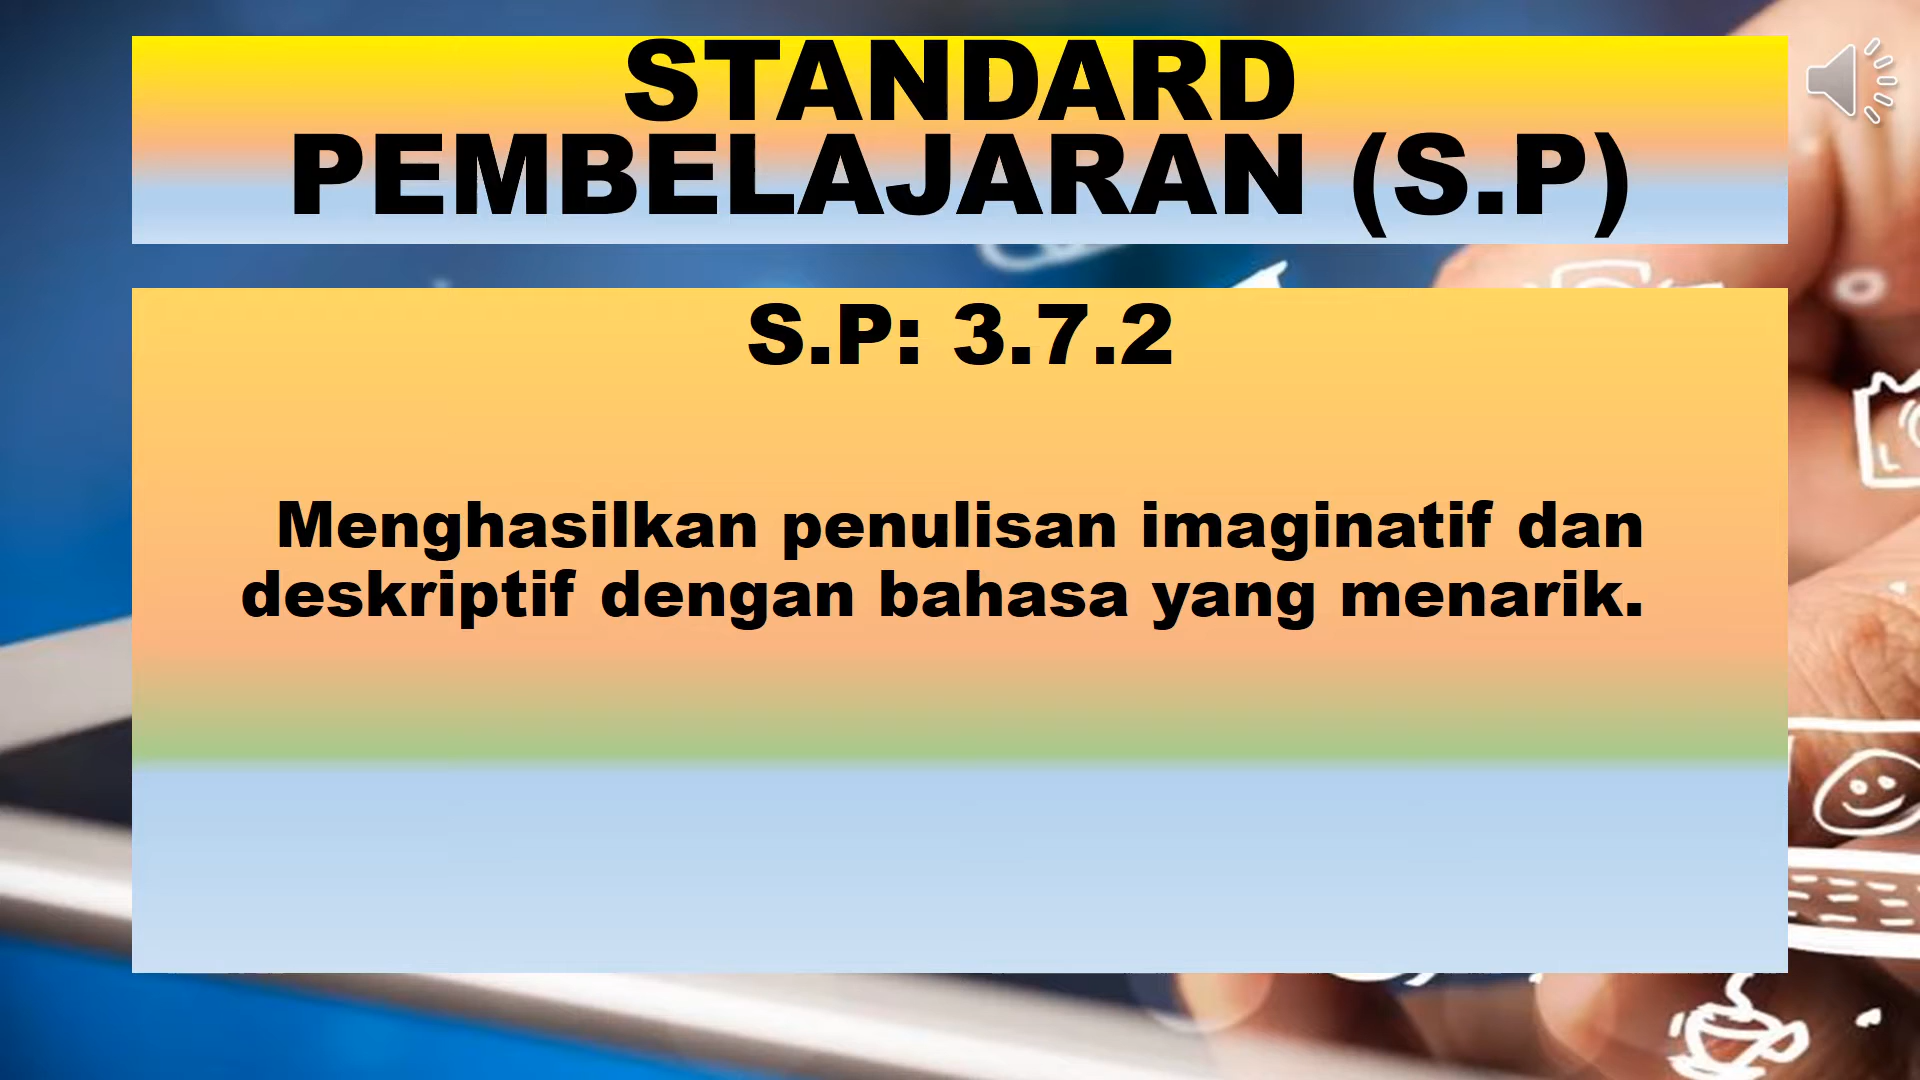 STANDARD
PEMBELAJARAN (S.P)
S.P: 3.7.2
Menghasilkan penulisan imaginatif dan
deskriptif dengan bahasa yang menarik.